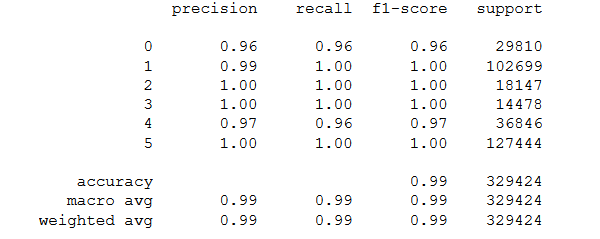 precision recall f1-score support
0 0.96 0.96 0.96 29810
1 0.99 1.00 1.00 102699
2 1.00 1.00 1.00 18147
3 1.00 1.00 1.00 14478
4 0.97 0.96 0.97 36846
5 1.00 1.00 1.00 127444
accuracy 0.99 329424
macro avg 0.99 0.99 0.99 329424
weighted avg 0.99 0.99 0.99 329424